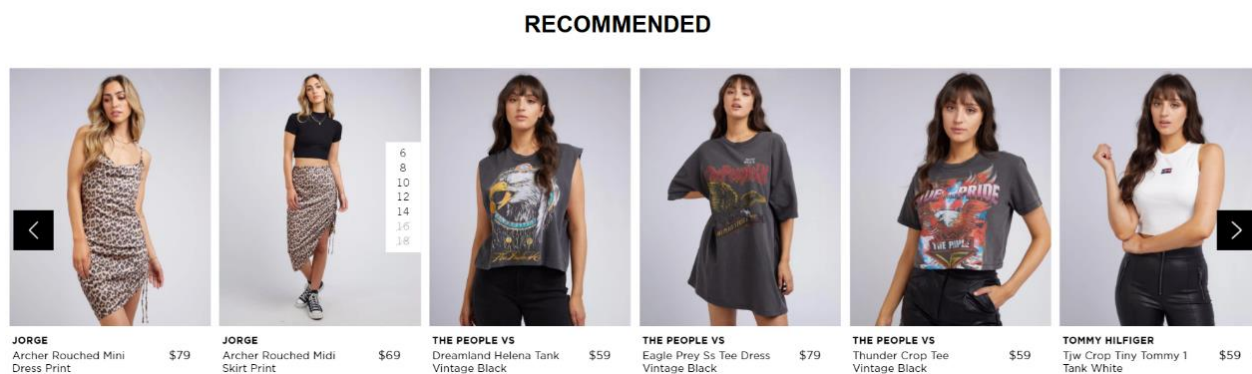 RECOMMENDED
6
8
10
12
14
16
18
JORGE
Archer Rouched Mini
Dress Print
$79
JORGE
Archer Rouched Midi
Skirt Print
$69
THE PEOPLE VS
Dreamland Helena Tank
Vintage Black
$59
THE PEOPLE VS
Eagle Prey Ss Tee Dress
Vintage Black
$79
THE PEOPLE VS
Thunder Crop Tee
Vintage Black
$59
TOMMY HILFIGER
Tjw Crop Tiny Tommy 1
Tank White
$59